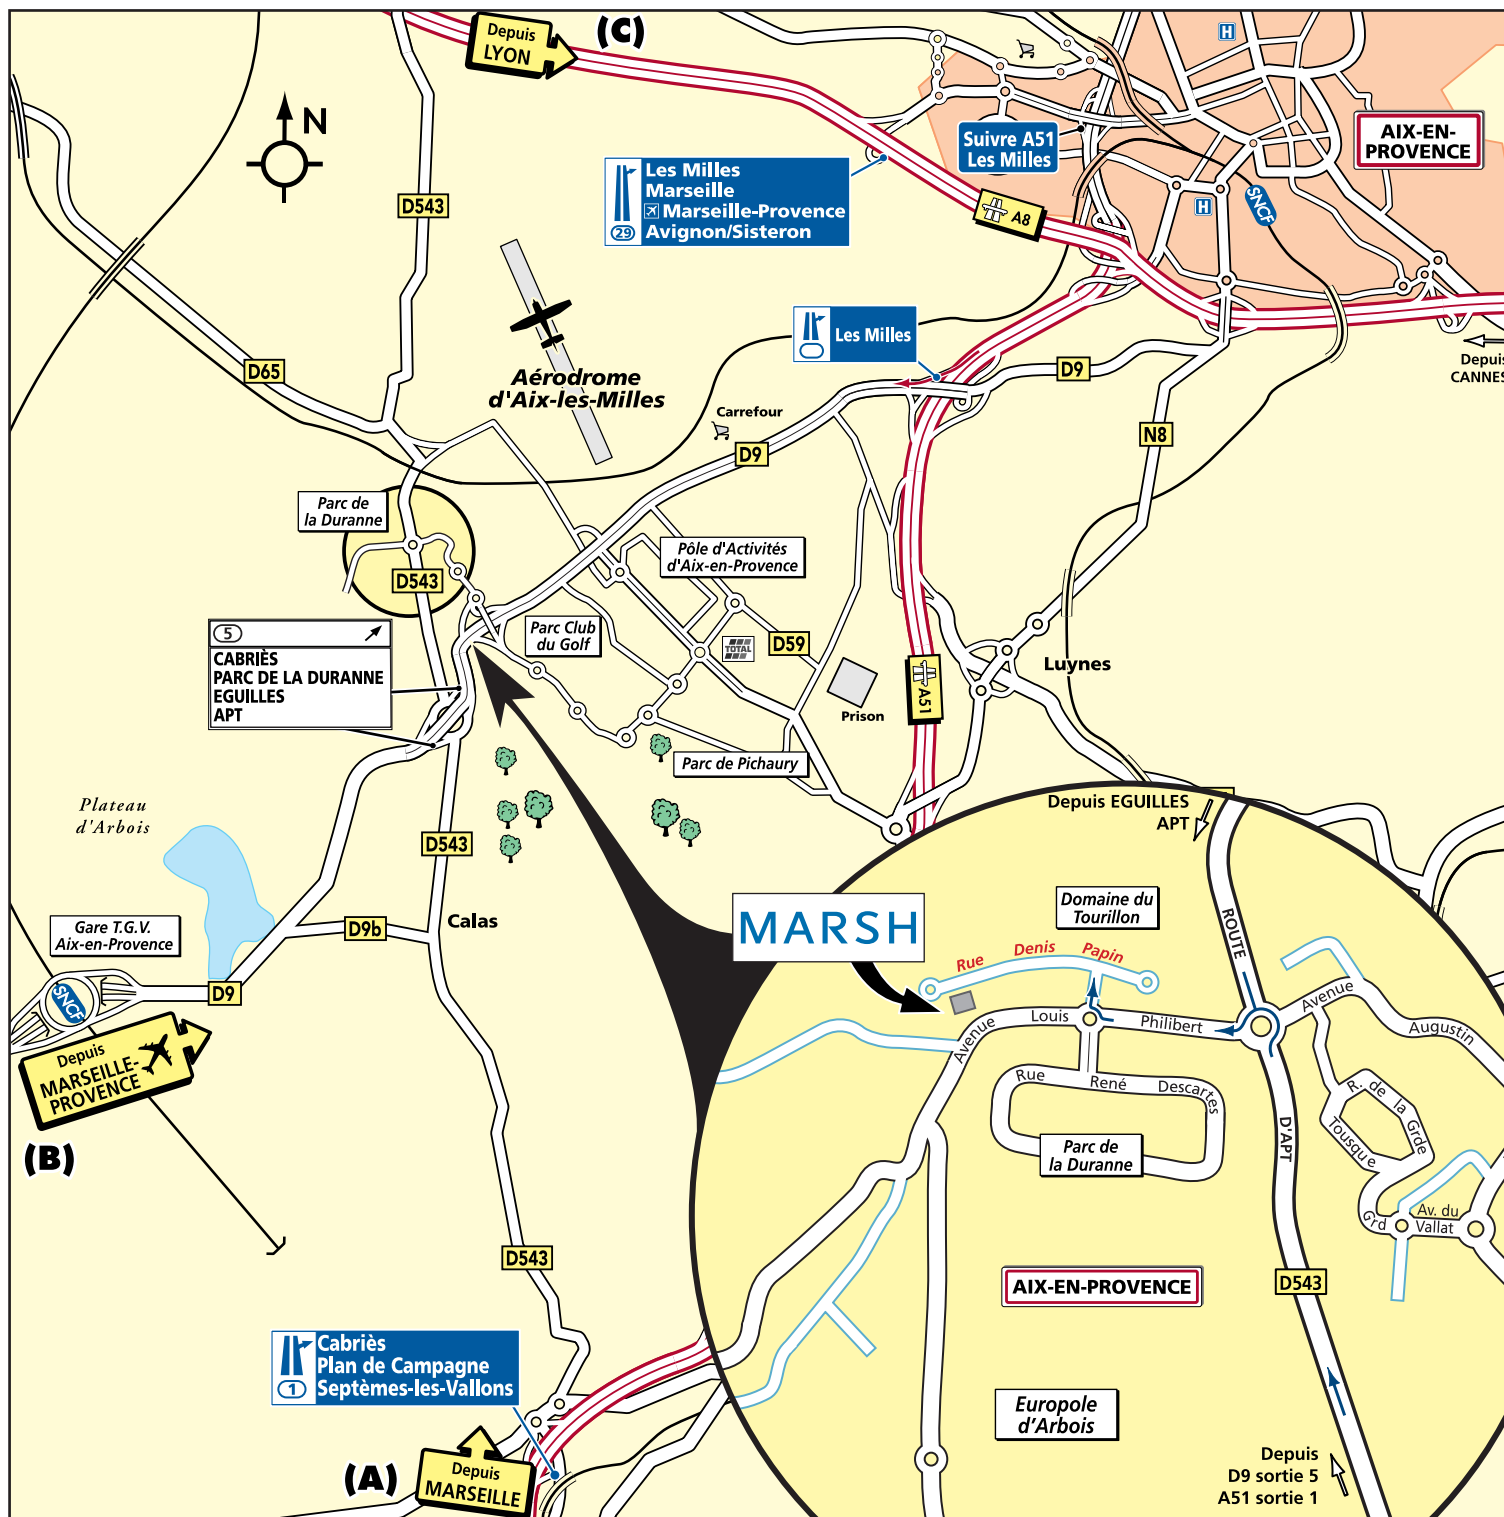 Depuis
LYON
(C)
N
H
AIX-EN-
PROVENCE
Suivre A51
Les Milles
Les Milles
Marseille
Marseille-Provence
Avignon/Sisteron
29
D543
A8
H
SNCF
Les Milles
Depuis
CANNES
D65
Aérodrome
d'Aix-les-Milles
D9
Carrefour
N8
D9
Parc de
la Duranne
Pôle d'Activités
d'Aix-en-Provence
D543
5
CABRIÈS
PARC DE LA DURANNE
EGUILLES
APT
Parc Club
du Golf
TOTAL
D59
Luynes
A51
Prison
Parc de Pichaury
Plateau
d'Arbois
Depuis EGUILLES
APT
D543
Calas
MARSH
Domaine du
Tourillon
Gare T.G.V.
Aix-en-Provence
D9b
Rue Denis Papin
ROUTE
D'APT
SNCF
D9
Avenue Louis Philibert
Avenue Augustin
Depuis
MARSEILLE-
PROVENCE
(B)
Rue René Descartes
R. de la Grde
Tousque
Parc de
la Duranne
Grd
Av. du
Vallat
D543
AIX-EN-PROVENCE
D543
Cabriès
Plan de Campagne
Septèmes-les-Vallons
1
Europole
d'Arbois
(A)
Depuis
MARSEILLE
Depuis
D9 sortie 5
A51 sortie 1